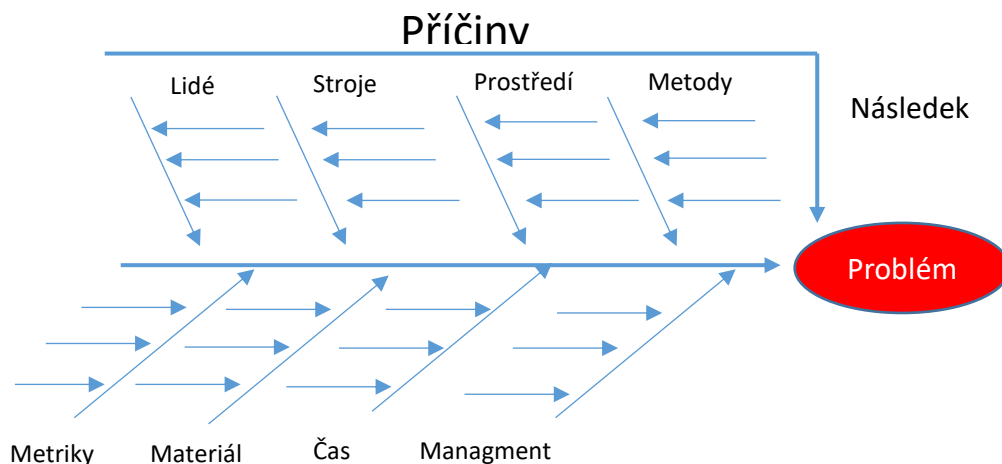 Příčiny
Lidé
Stroje
Prostředí
Metody
Následek
Problém
Metriky
Materiál
Čas
Managment